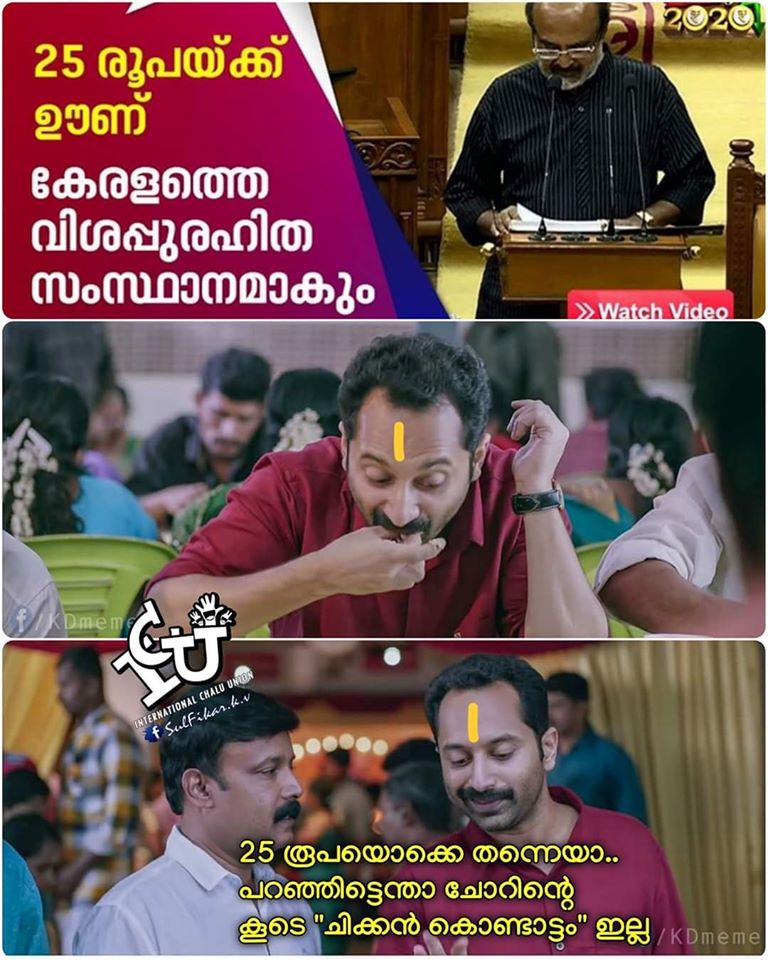 2020
25 രൂപയ്ക്ക്
ഊണ്
കേരളത്തെ
വിശപ്പുരഹിത
സംസ്ഥാനമാകും
Watch Video
f/KDmeme
ICU
INTERNATIONAL CHALU UNION
f Sulfikar.k.v
25 രൂപയൊക്കെ തന്നെയാ..
പറഞ്ഞിട്ടെന്താ ചോറിന്റെ
കൂടെ "ചിക്കൻ കൊണ്ടാട്ടം" ഇല്ല
/KDmeme